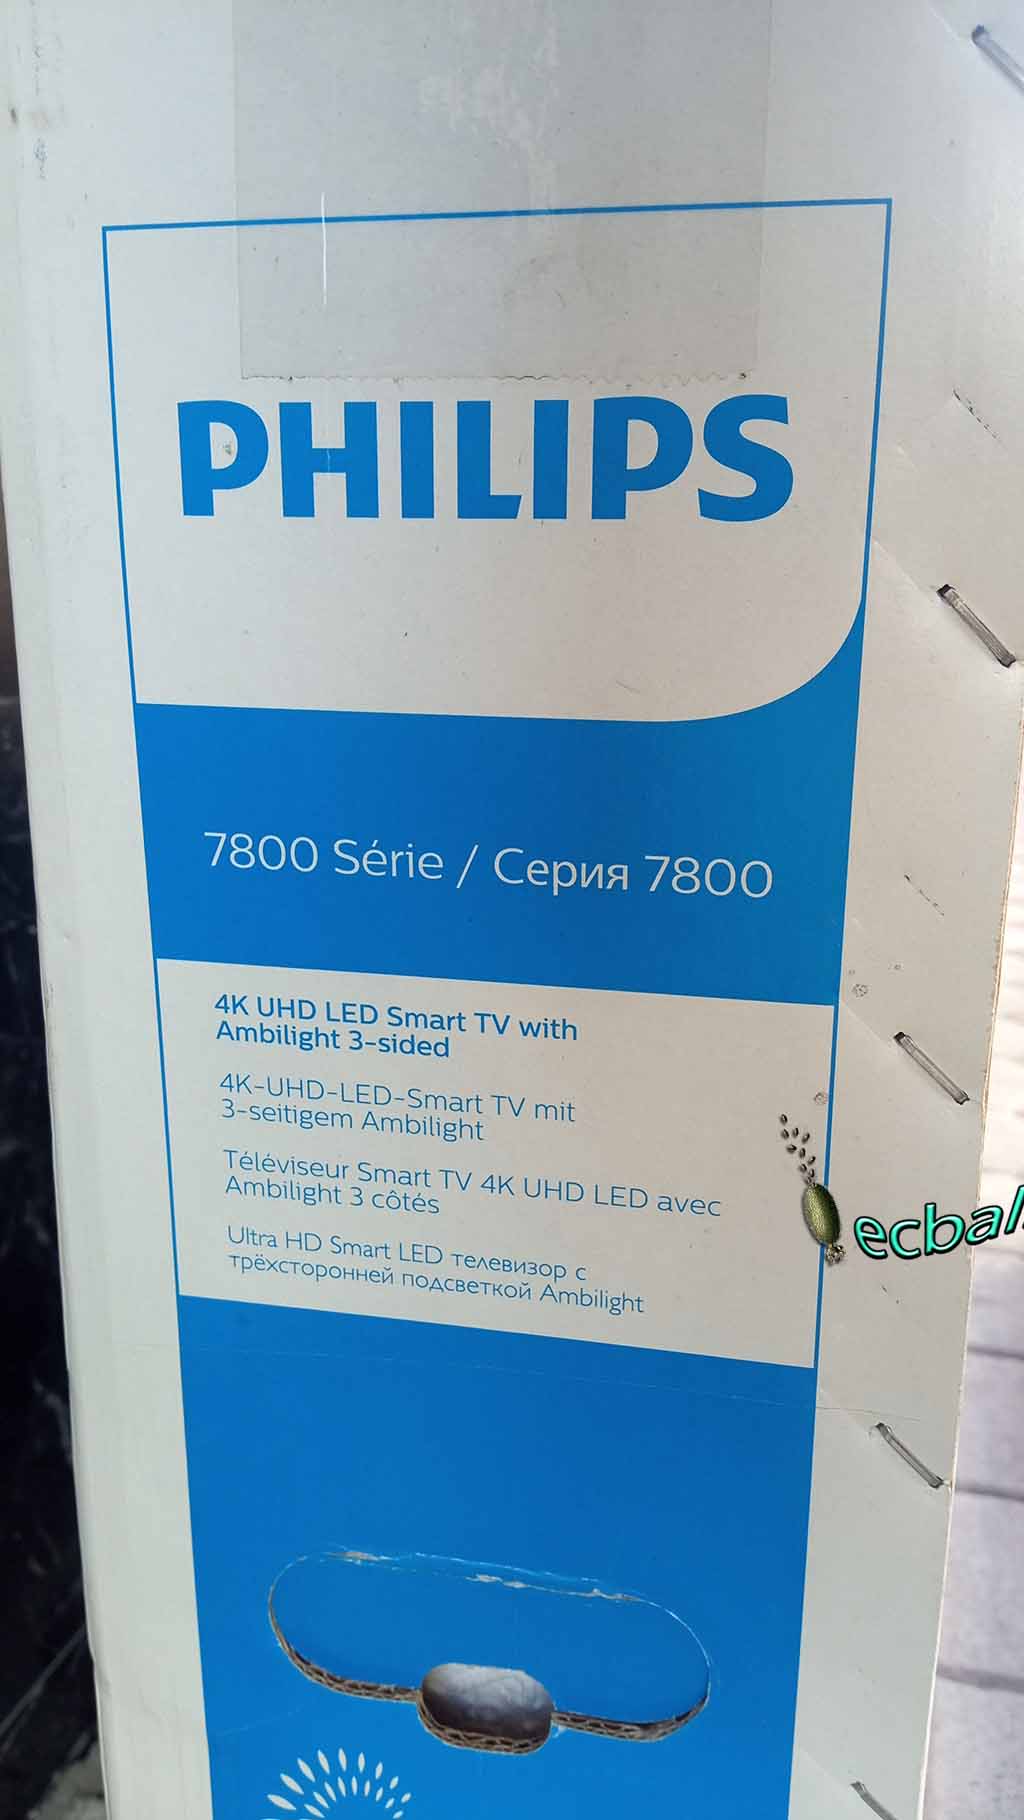 PHILIPS
7800 Série / Серия 7800
4K UHD LED Smart TV with
Ambilight 3-sided
4K-UHD-LED-Smart TV mit
3-seitigem Ambilight
Téléviseur Smart TV 4K UHD LED avec
Ambilight 3 côtés
Ultra HD Smart LED телевизор с
трёхсторонней подсветкой Ambilight